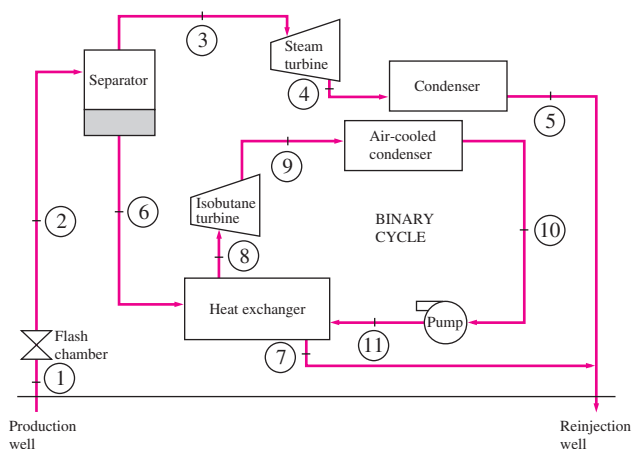 3
Steam
turbine
Separator
4
Condenser
5
9
Air-cooled
condenser
2
6
Isobutane
turbine
BINARY
CYCLE
10
8
Heat exchanger
Pump
11
Flash
chamber
7
1
Production
well
Reinjection
well